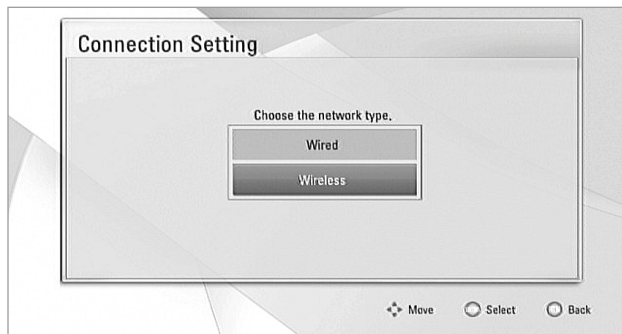 Connection Setting
Choose the network type.
Wired
Wireless
Move Select Back